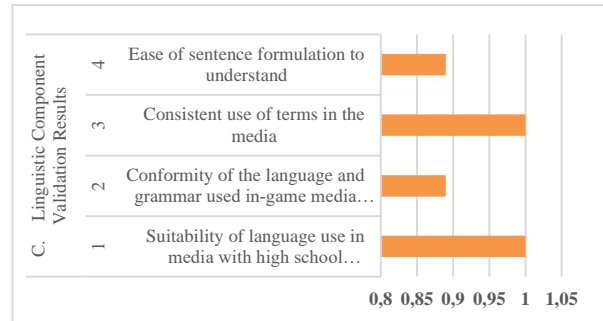 C. Linguistic Component
Validation Results
4
Ease of sentence formulation to
understand
3
Consistent use of terms in the
media
2
Conformity of the language and
grammar used in-game media…
1
Suitability of language use in
media with high school…
0,8 0,85 0,9 0,95 1 1,05